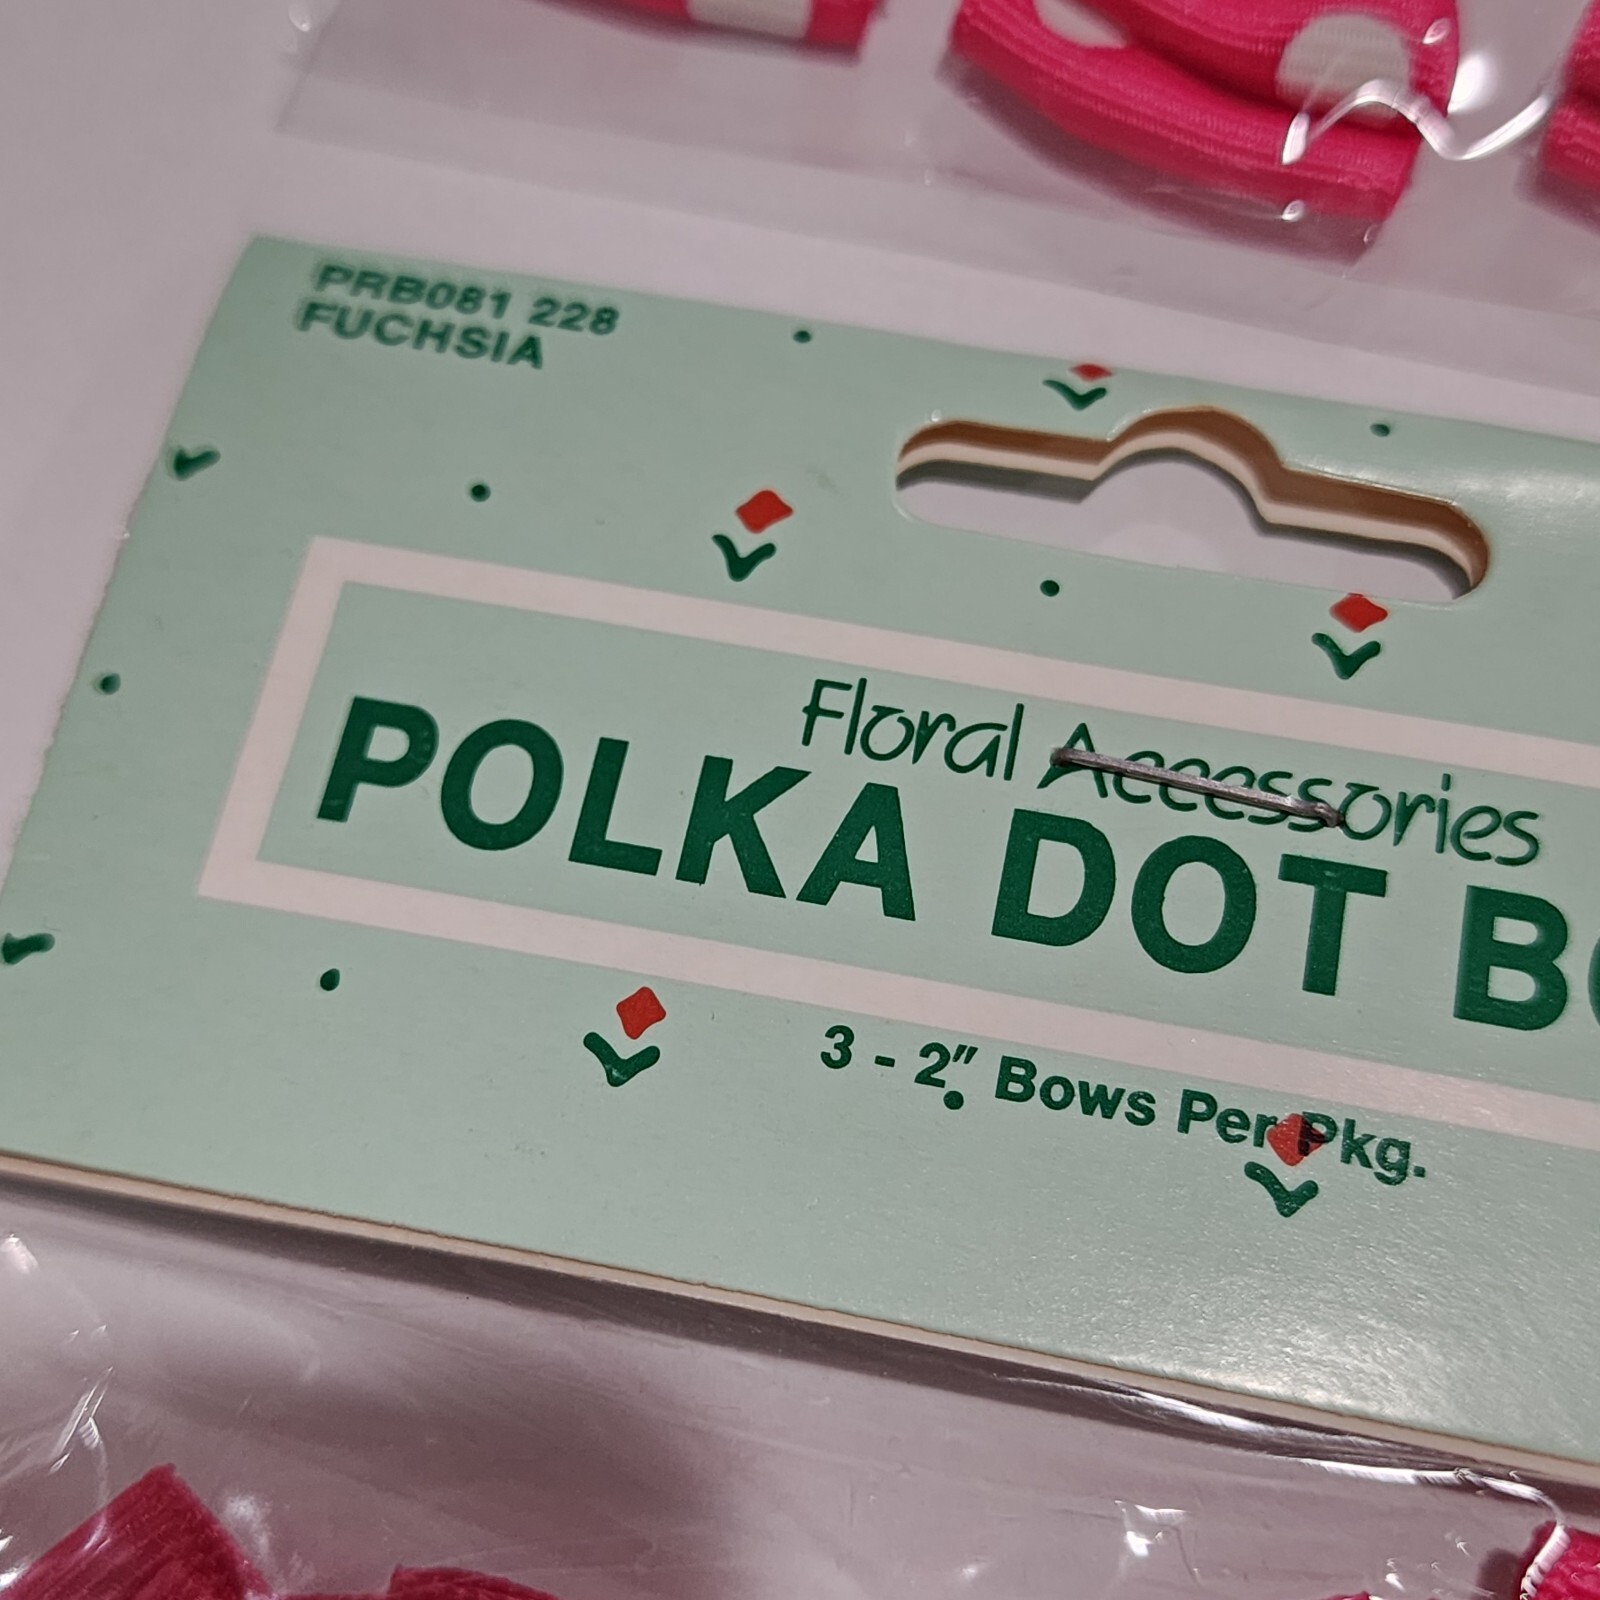 PRB081 228
FUCHSIA
Floral Accessories
POLKA DOT
3 - 2" Bows Per Pkg.